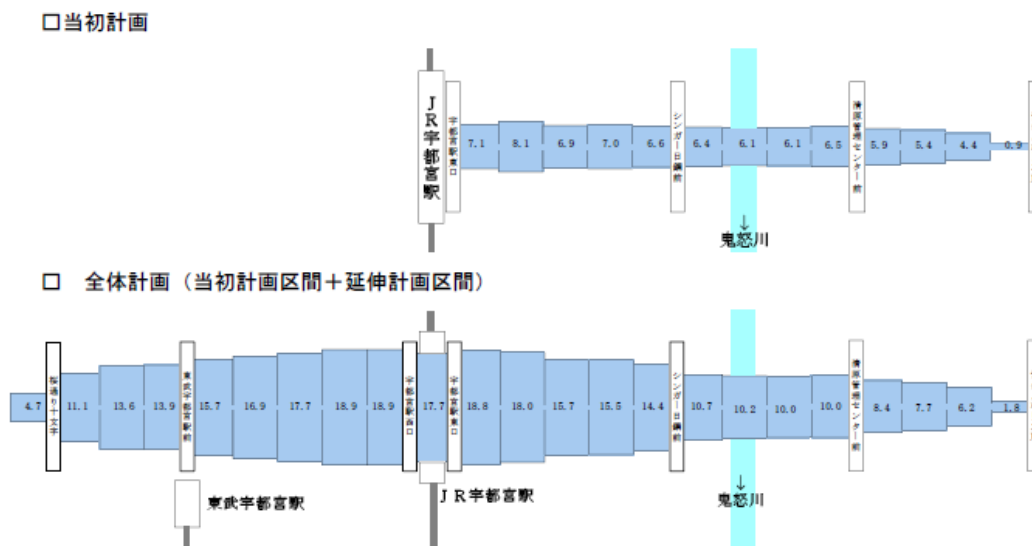 □当初計画
JR宇都宮駅
宇都宮駅東口
7.1 8.1 6.9 7.0 6.6
シンガー日鋼前
6.4 6.1 6.1 6.5
清原管理センター前
5.9 5.4 4.4 0.9
↓
鬼怒川
□ 全体計画（当初計画区間＋延伸計画区間）
4.7
桜通り十文字
11.1 13.6 13.9
東武宇都宮駅前
15.7 16.9 17.7 18.9 18.9
宇都宮駅西口
17.7
宇都宮駅東口
18.8 18.0 15.7 15.5 14.4
シンガー日鋼前
10.7 10.2 10.0 10.0
清原管理センター前
8.4 7.7 6.2 1.8
東武宇都宮駅
JR宇都宮駅
↓
鬼怒川